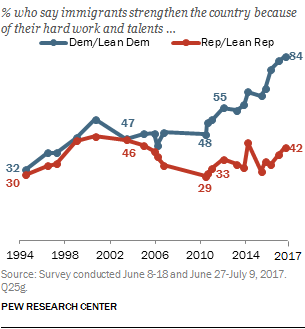 % who say immigrants strengthen the country because
of their hard work and talents ...
Dem/Lean Dem Rep/Lean Rep
84
55
47
48
46
42
32
33
30
29
1994 1998 2002 2006 2010 2014 2017
Source: Survey conducted June 8-18 and June 27-July 9, 2017.
Q25g.
PEW RESEARCH CENTER